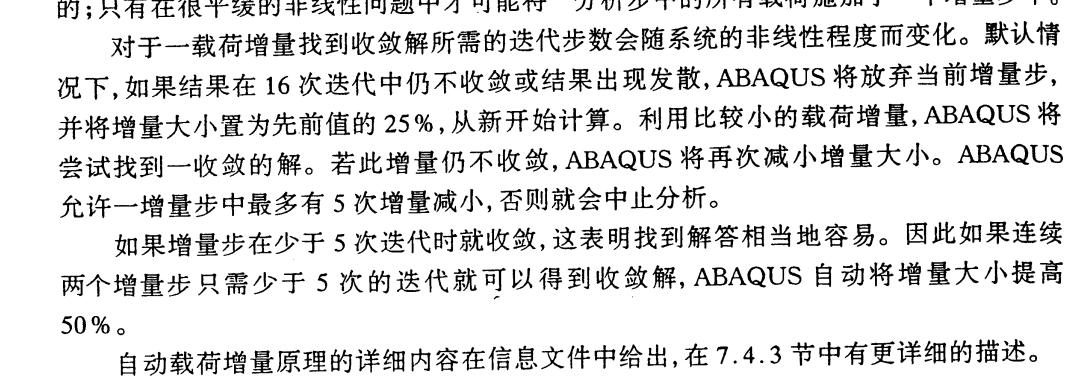 的;只有在很平缓的非线性问题中才可能将一分析步中的所有载荷施加于一个增量步中。
对于一载荷增量找到收敛解所需的迭代步数会随系统的非线性程度而变化。默认情
况下,如果结果在 16 次迭代中仍不收敛或结果出现发散,ABAQUS 将放弃当前增量步,
并将增量大小置为先前值的 25%,从新开始计算。利用比较小的载荷增量,ABAQUS 将
尝试找到一收敛的解。若此增量仍不收敛,ABAQUS 将再次减小增量大小。ABAQUS
允许一增量步中最多有 5 次增量减小,否则就会中止分析。
如果增量步在少于 5 次迭代时就收敛,这表明找到解答相当地容易。因此如果连续
两个增量步只需少于 5 次的迭代就可以得到收敛解,ABAQUS 自动将增量大小提高
50%。
自动载荷增量原理的详细内容在信息文件中给出,在 7.4.3 节中有更详细的描述。